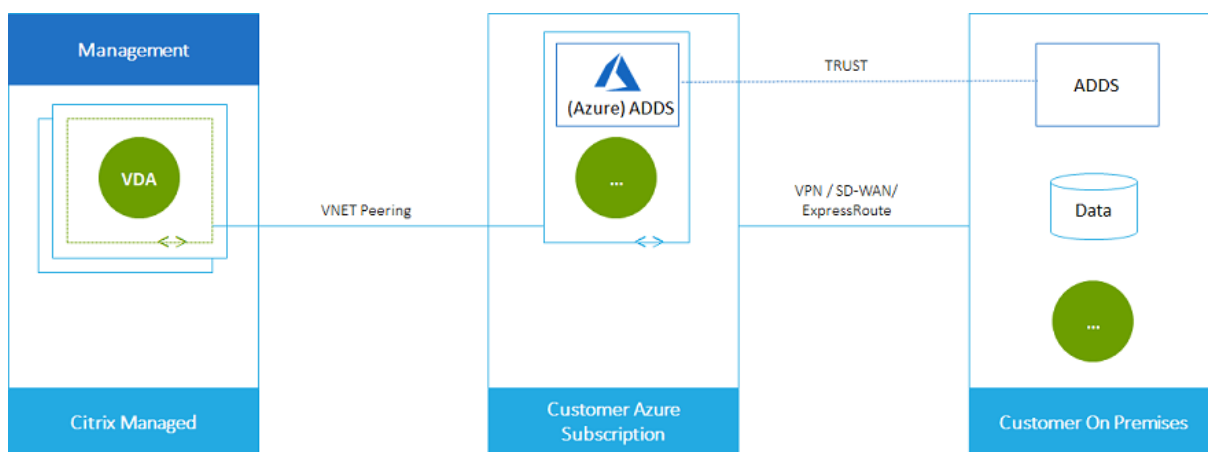 Management
VDA
Citrix Managed
VNET Peering
(Azure) ADDS
...
Customer Azure
Subscription
TRUST
VPN / SD-WAN/
ExpressRoute
ADDS
Data
...
Customer On Premises